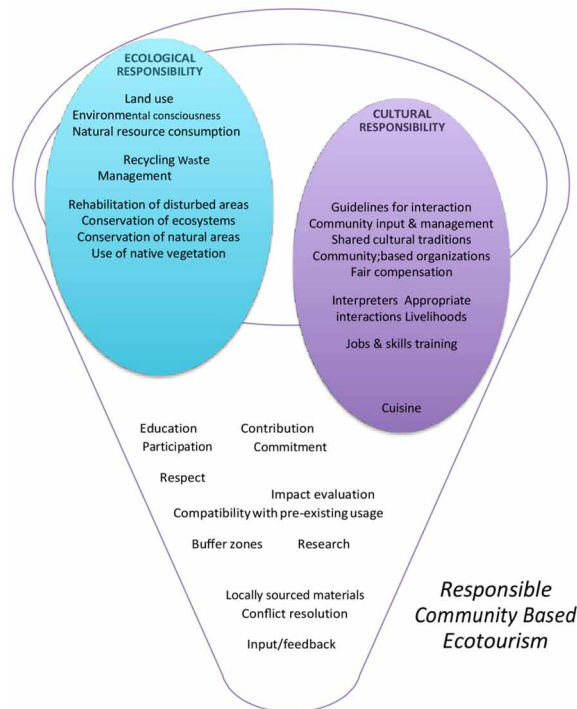 ECOLOGICAL
RESPONSIBILITY
Land use
Environmental consciousness
Natural resource consumption
Recycling Waste
Management
Rehabilitation of disturbed areas
Conservation of ecosystems
Conservation of natural areas
Use of native vegetation
CULTURAL
RESPONSIBILITY
Guidelines for interaction
Community input & management
Shared cultural traditions
Community;based organizations
Fair compensation
Interpreters Appropriate
interactions Livelihoods
Jobs & skills training
Cuisine
Education Contribution
Participation Commitment
Respect
Impact evaluation
Compatibility with pre-existing usage
Buffer zones Research
Locally sourced materials
Conflict resolution
Input/feedback
Responsible
Community Based
Ecotourism